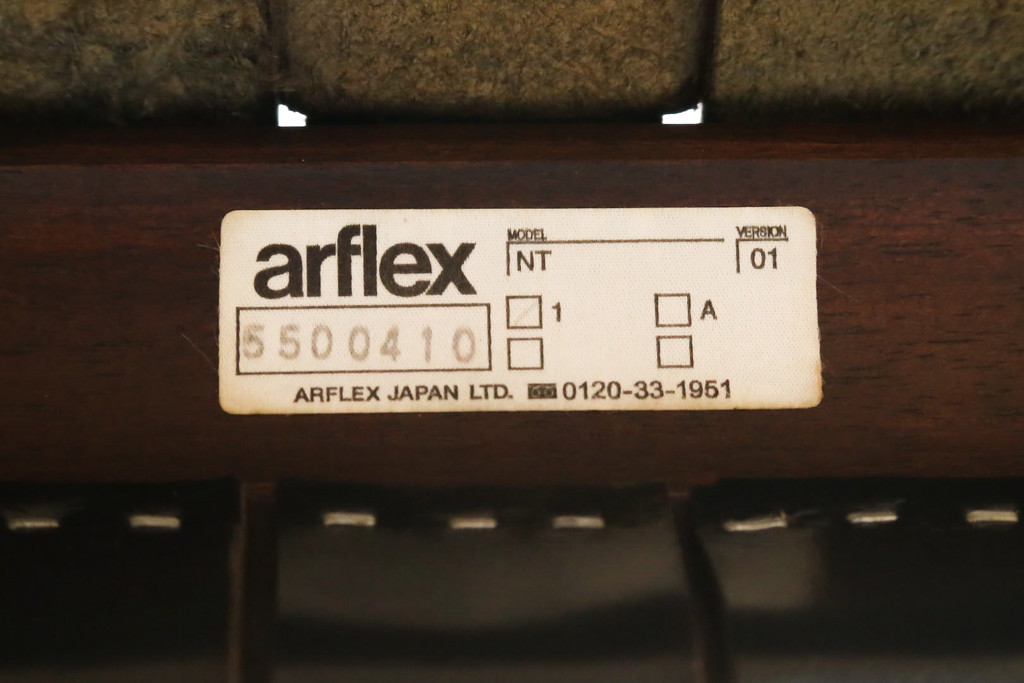 arflex
MODEL
NT
VERSION
01
1
A
5500410
ARFLEX JAPAN LTD. 0120-33-1951